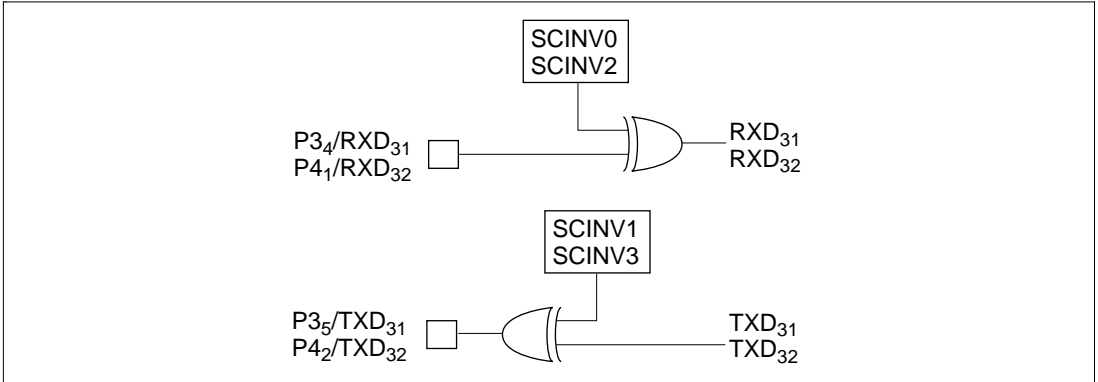 SCINV0
SCINV2
P3₄/RXD₃₁
P4₁/RXD₃₂
RXD₃₁
RXD₃₂
SCINV1
SCINV3
P3₅/TXD₃₁
P4₂/TXD₃₂
TXD₃₁
TXD₃₂